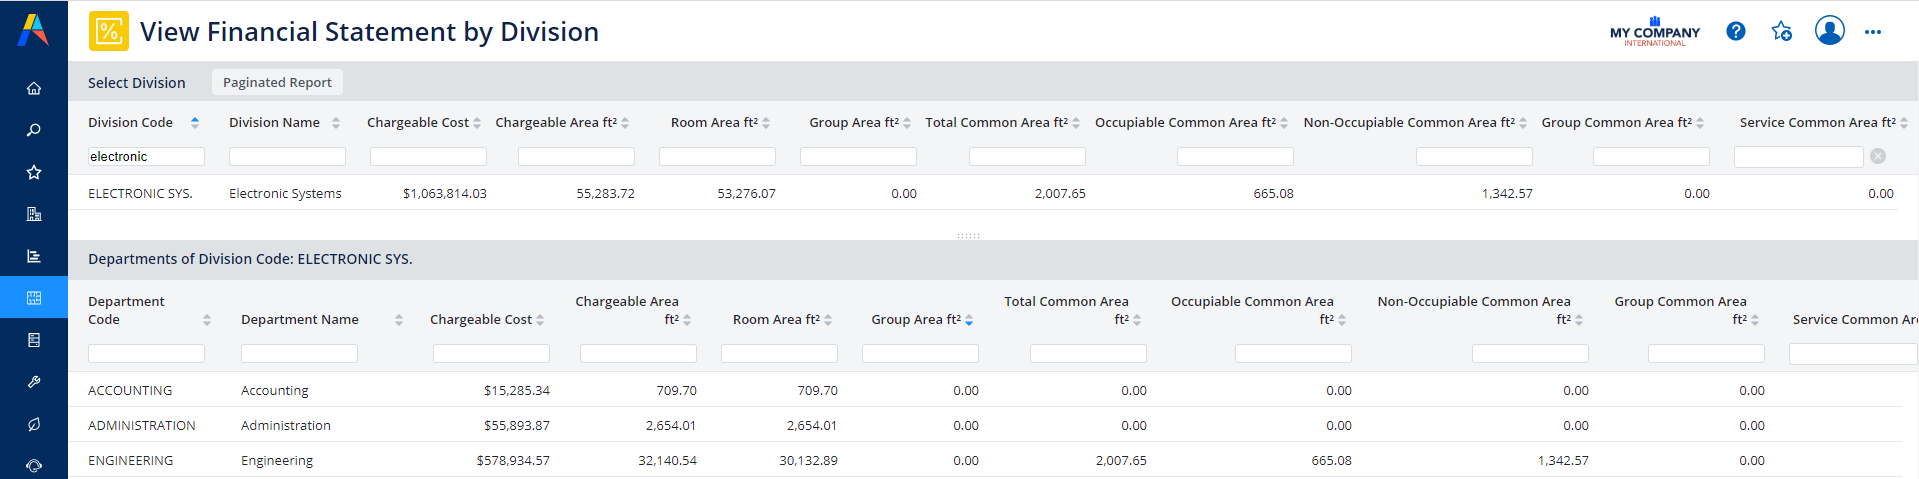 View Financial Statement by Division
MY COMPANY
INTERNATIONAL
Select Division Paginated Report
Division Code Division Name Chargeable Cost Chargeable Area ft² Room Area ft² Group Area ft² Total Common Area ft² Occupiable Common Area ft² Non-Occupiable Common Area ft² Group Common Area ft² Service Common Area ft²
electronic
ELECTRONIC SYS. Electronic Systems $1,063,814.03 55,283.72 53,276.07 0.00 2,007.65 665.08 1,342.57 0.00 0.00
Departments of Division Code: ELECTRONIC SYS.
Department Chargeable Area Total Common Area Occupiable Common Area Non-Occupiable Common Area Group Common Area
Code Department Name Chargeable Cost ft² Room Area ft² Group Area ft² ft² ft² ft² ft² Service Common Are
ACCOUNTING Accounting $15,285.34 709.70 709.70 0.00 0.00 0.00 0.00 0.00
ADMINISTRATION Administration $55,893.87 2,654.01 2,654.01 0.00 0.00 0.00 0.00 0.00
ENGINEERING Engineering $578,934.57 32,140.54 30,132.89 0.00 2,007.65 665.08 1,342.57 0.00